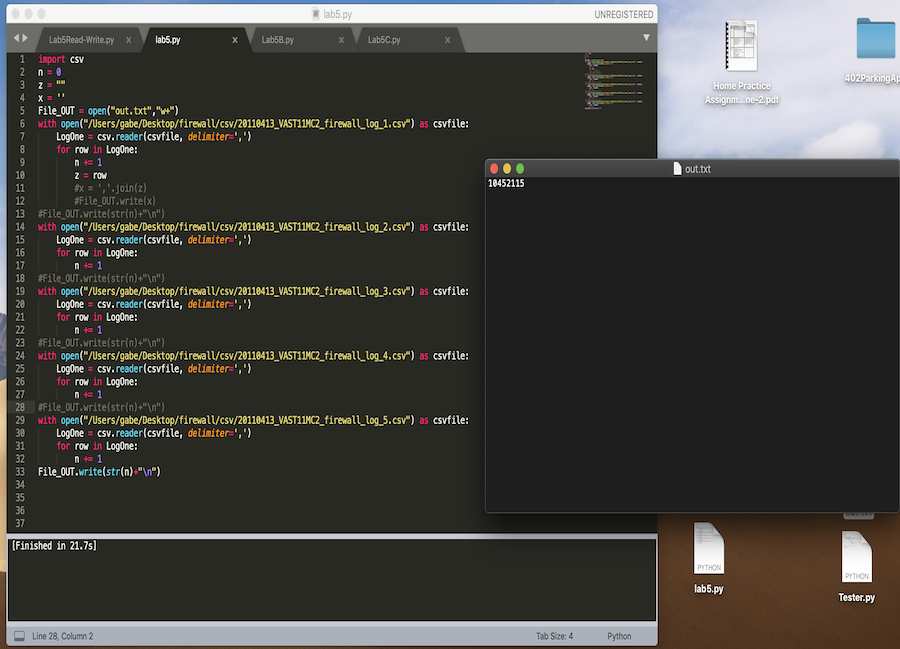 lab5.py
UNREGISTERED
Lab5Read-Write.py × lab5.py × Lab5B.py × Lab5C.py ×
1 import csv
2 n = 0
3 z = ""
4 x = ''
5 File_OUT = open("out.txt","w+")
6 with open("/Users/gabe/Desktop/firewall/csv/20110413_VAST11MC2_firewall_log_1.csv") as csvfile:
7 LogOne = csv.reader(csvfile, delimiter=',')
8 for row in LogOne:
9 n += 1
10 z = row
11 #x = ','.join(z)
12 #File_OUT.write(x)
13 #File_OUT.write(str(n)+"\n")
14 with open("/Users/gabe/Desktop/firewall/csv/20110413_VAST11MC2_firewall_log_2.csv") as csvfile:
15 LogOne = csv.reader(csvfile, delimiter=',')
16 for row in LogOne:
17 n += 1
18 #File_OUT.write(str(n)+"\n")
19 with open("/Users/gabe/Desktop/firewall/csv/20110413_VAST11MC2_firewall_log_3.csv") as csvfile:
20 LogOne = csv.reader(csvfile, delimiter=',')
21 for row in LogOne:
22 n += 1
23 #File_OUT.write(str(n)+"\n")
24 with open("/Users/gabe/Desktop/firewall/csv/20110413_VAST11MC2_firewall_log_4.csv") as csvfile:
25 LogOne = csv.reader(csvfile, delimiter=',')
26 for row in LogOne:
27 n += 1
28 #File_OUT.write(str(n)+"\n")
29 with open("/Users/gabe/Desktop/firewall/csv/20110413_VAST11MC2_firewall_log_5.csv") as csvfile:
30 LogOne = csv.reader(csvfile, delimiter=',')
31 for row in LogOne:
32 n += 1
33 File_OUT.write(str(n)+"\n")
34
35
36
37
[Finished in 21.7s]
Line 28, Column 2
Tab Size: 4
Python
out.txt
10452115
Home Practice
Assignm...ne-2.pdf
402ParkingAp
PYTHON
lab5.py
PYTHON
Tester.py